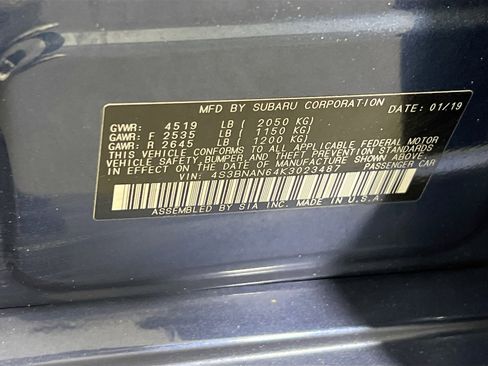 MFD BY SUBARU CORPORATION DATE: 01/19
GVWR: 4519 LB ( 2050 KG)
GAWR: F 2535 LB ( 1150 KG)
GAWR: R 2645 LB ( 1200 KG)
THIS VEHICLE CONFORMS TO ALL APPLICABLE FEDERAL MOTOR
VEHICLE SAFETY, BUMPER, AND THEFT PREVENTION STANDARDS
IN EFFECT ON THE DATE OF MANUFACTURE SHOWN ABOVE.
VIN: 4S3BNAN64K3023487 PASSENGER CAR
ASSEMBLED BY SIA INC. MADE IN U.S.A.